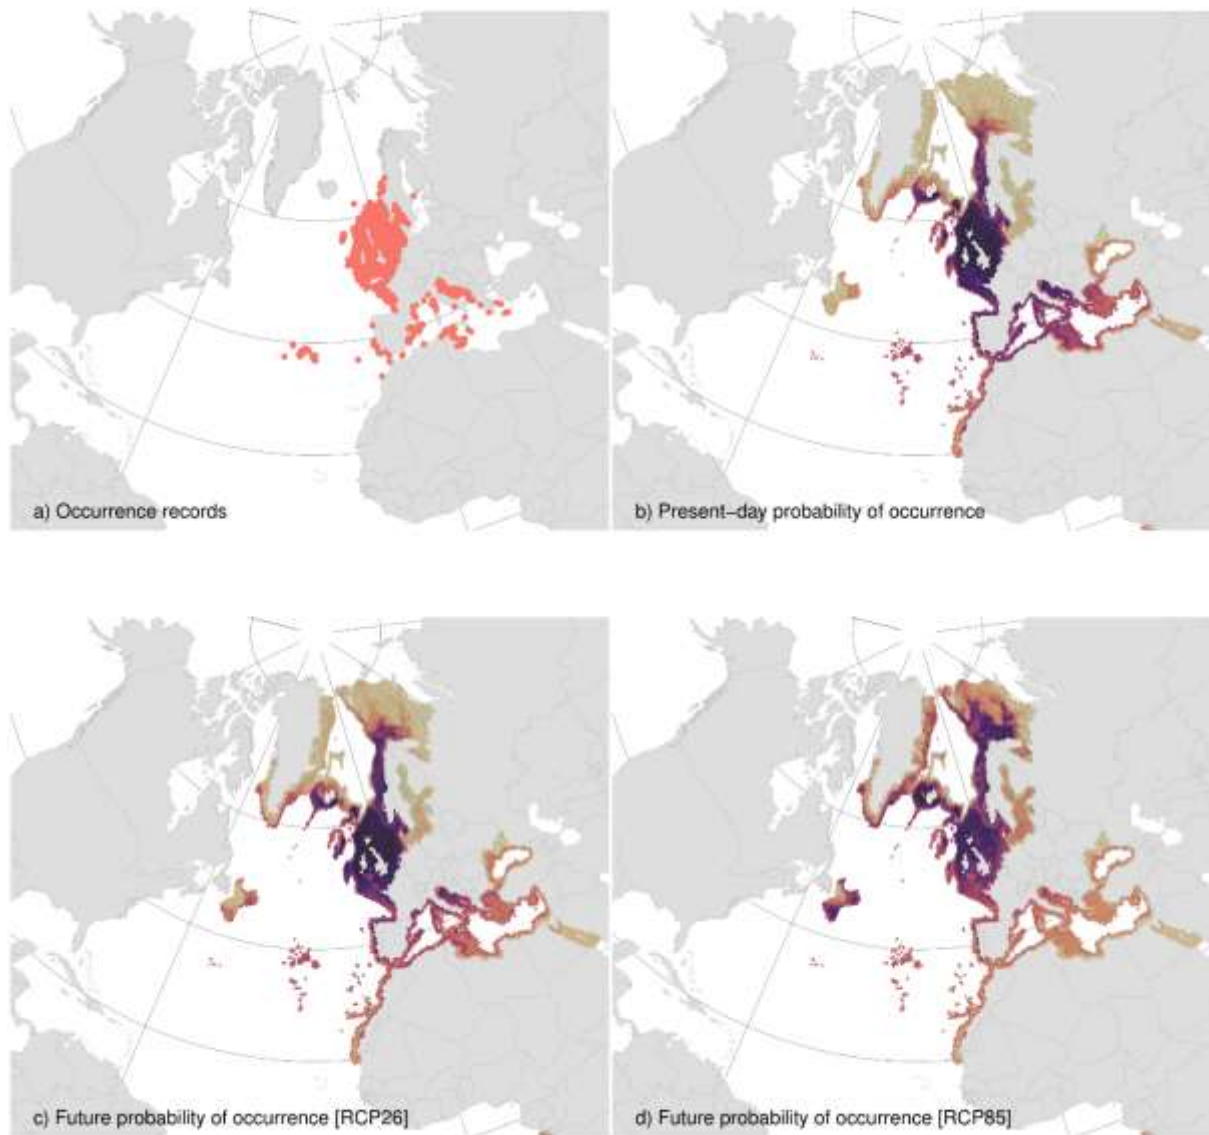 a) Occurrence records
b) Present–day probability of occurrence
c) Future probability of occurrence [RCP26]
d) Future probability of occurrence [RCP85]